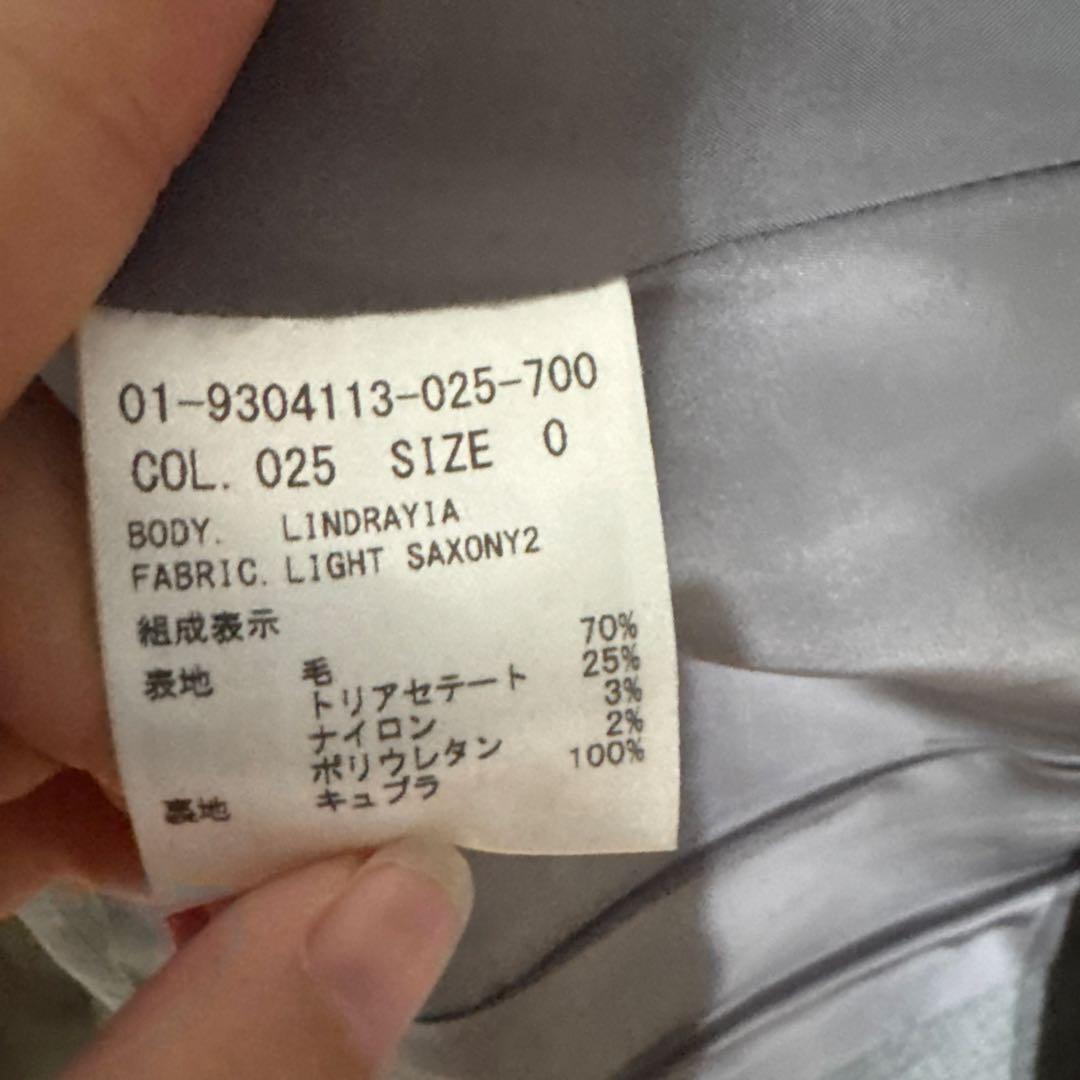 01-9304113-025-700
COL. 025 SIZE 0
BODY. LINDRAYIA
FABRIC. LIGHT SAXONY2
組成表示
表地 毛 70%
トリアセテート 25%
ナイロン 3%
ポリウレタン 2%
裏地 キュプラ 100%